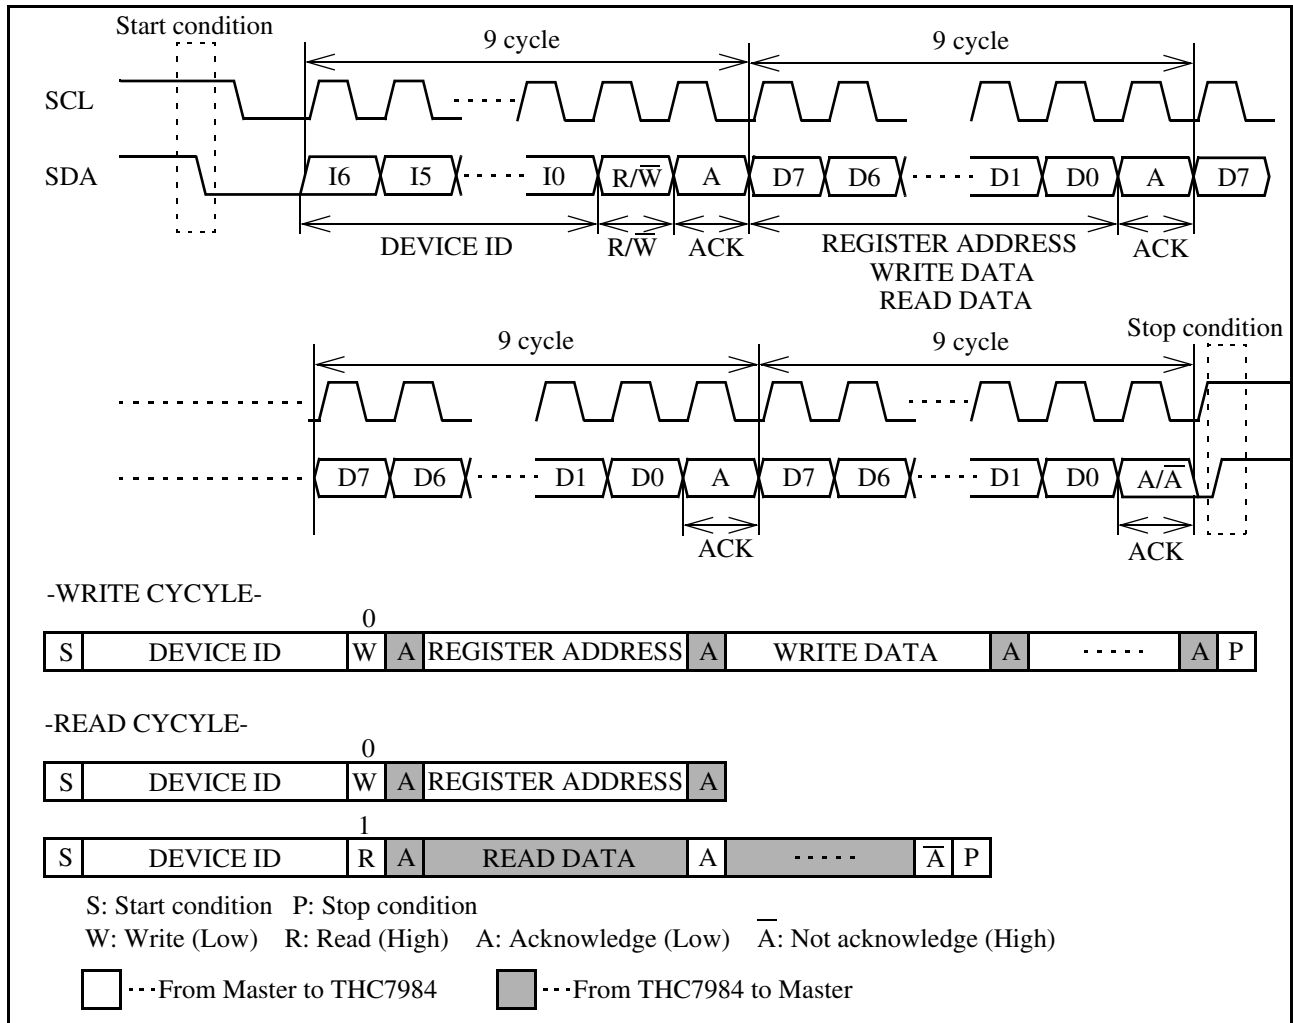 Start condition
9 cycle 9 cycle
SCL
SDA I6 I5 I0 R/W̅ A D7 D6 D1 D0 A D7
DEVICE ID R/W̅ ACK REGISTER ADDRESS ACK
WRITE DATA
READ DATA
9 cycle 9 cycle Stop condition
D7 D6 D1 D0 A D7 D6 D1 D0 A/A̅
ACK ACK
-WRITE CYCYLE-
0
S DEVICE ID W A REGISTER ADDRESS A WRITE DATA A ····· A P
-READ CYCYLE-
0
S DEVICE ID W A REGISTER ADDRESS A
1
S DEVICE ID R A READ DATA A ····· A̅ P
S: Start condition P: Stop condition
W: Write (Low) R: Read (High) A: Acknowledge (Low) A̅: Not acknowledge (High)
···From Master to THC7984 ···From THC7984 to Master